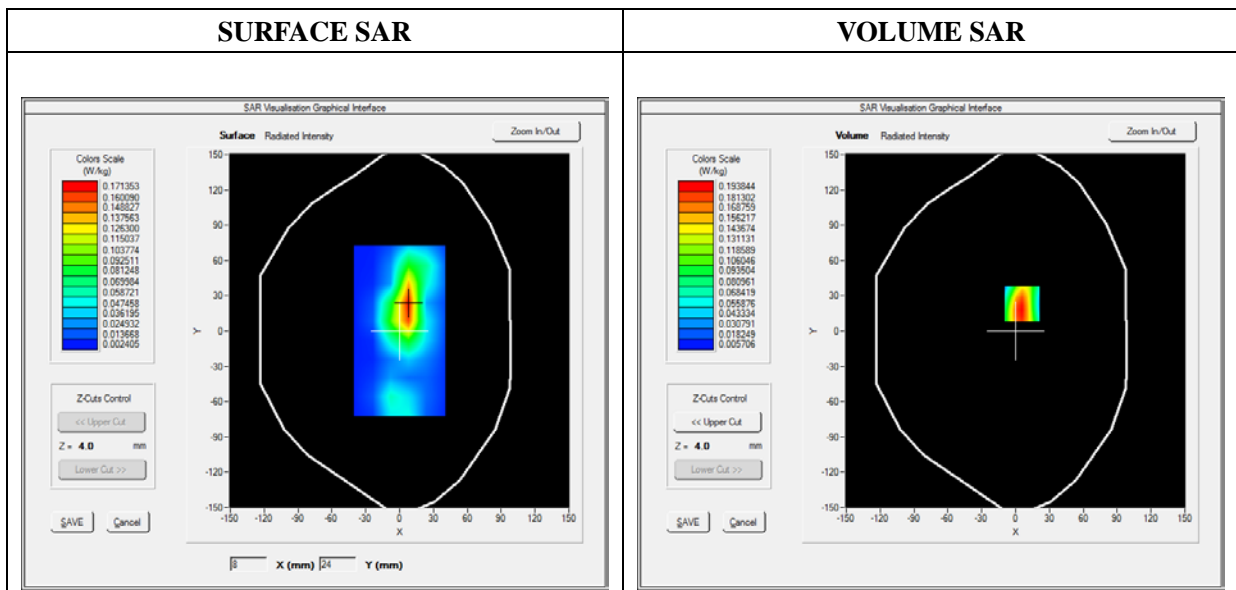 SURFACE SAR
VOLUME SAR
SAR Visualisation Graphical Interface
Surface Radiated Intensity
Zoom In/Out
Colors Scale
(W/kg)
0.171353
0.160090
0.148827
0.137563
0.126300
0.115037
0.103774
0.092511
0.081248
0.069984
0.058721
0.047458
0.036195
0.024932
0.013668
0.002405
Z-Cuts Control
<< Upper Cut
Z = 4.0 mm
Lower Cut >>
SAVE Cancel
150
120
90
60
30
0
-30
-60
-90
-120
-150
Y
-150 -120 -90 -60 -30 0 30 60 90 120 150
X
8 X (mm) 24 Y (mm)
SAR Visualisation Graphical Interface
Volume Radiated Intensity
Zoom In/Out
Colors Scale
(W/kg)
0.193844
0.181302
0.168759
0.156217
0.143674
0.131131
0.118589
0.106046
0.093504
0.080961
0.068419
0.055876
0.043334
0.030791
0.018249
0.005706
Z-Cuts Control
<< Upper Cut
Z = 4.0 mm
Lower Cut >>
SAVE Cancel
150
120
90
60
30
0
-30
-60
-90
-120
-150
Y
-150 -120 -90 -60 -30 0 30 60 90 120 150
X